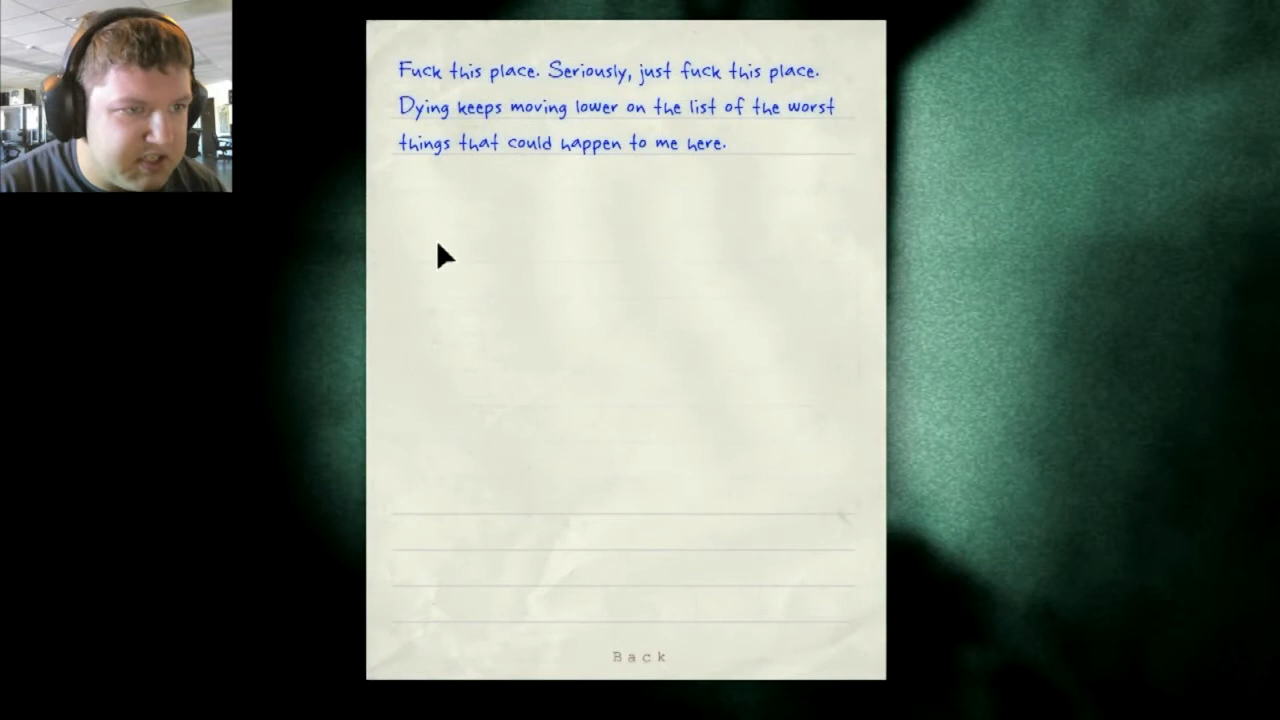 Fuck this place. Seriously, just fuck this place.
Dying keeps moving lower on the list of the worst
things that could happen to me here.
Back